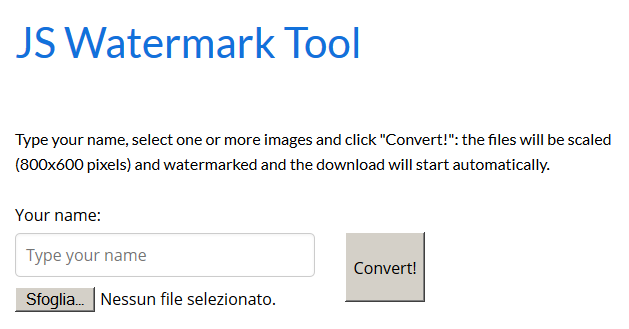 JS Watermark Tool
Type your name, select one or more images and click "Convert!": the files will be scaled
(800x600 pixels) and watermarked and the download will start automatically.
Your name:
Type your name
Convert!
Sfoglia... Nessun file selezionato.